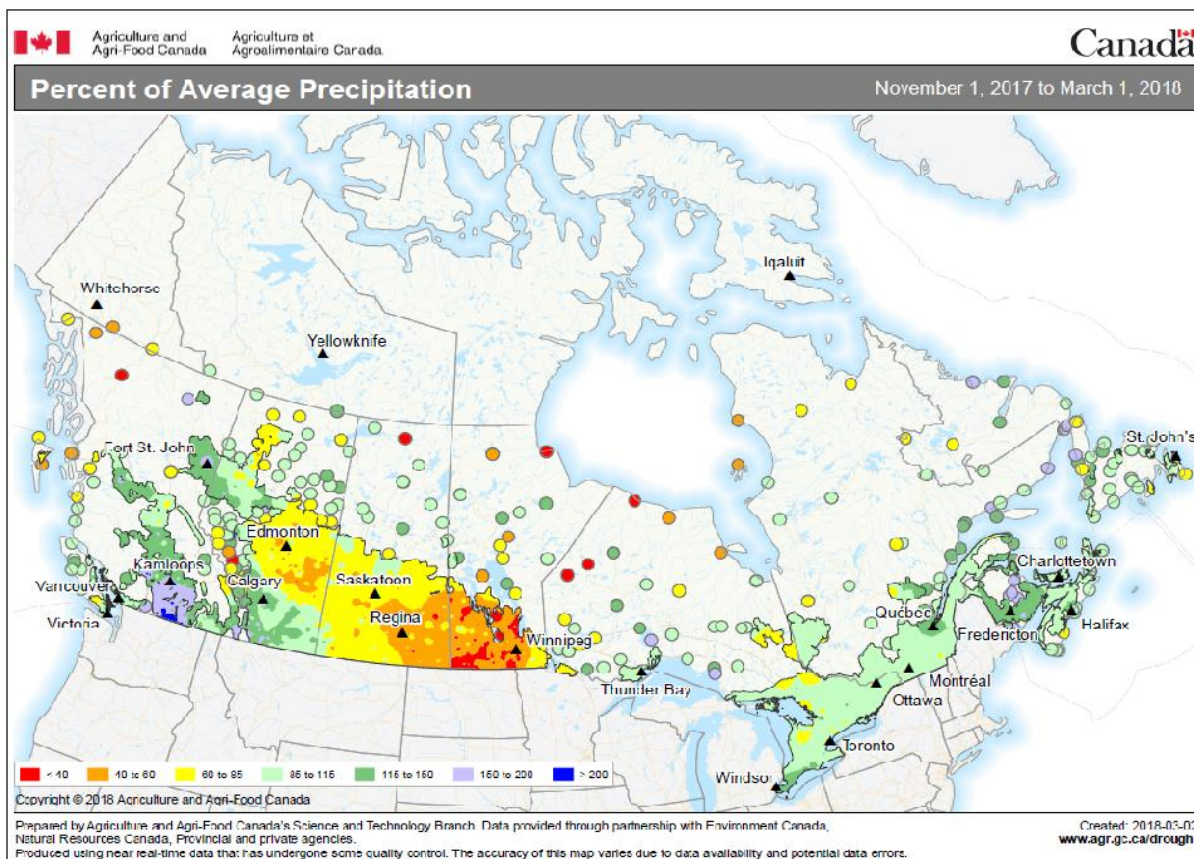 Agriculture and Agriculture et
Agri-Food Canada Agroalimentaire Canada
Canada
Percent of Average Precipitation November 1, 2017 to March 1, 2018
Iqaluit
Whitehorse
Yellowknife
Fort St. John
St. John's
Edmonton
Kamloops
Saskatoon
Charlottetown
Vancouver
Calgary
Québec
Regina
Victoria
Winnipeg
Fredericton
Halifax
Thunder Bay
Montréal
Ottawa
Toronto
Windsor
< 40 40 to 60 60 to 85 85 to 115 115 to 150 150 to 200 > 200
Copyright © 2018 Agriculture and Agri-Food Canada
Prepared by Agriculture and Agri-Food Canada's Science and Technology Branch. Data provided through partnership with Environment Canada, Created: 2018-03-02
Natural Resources Canada, Provincial and private agencies. www.agr.gc.ca/drought
Produced using near real-time data that has undergone some quality control. The accuracy of this map varies due to data availability and potential data errors.